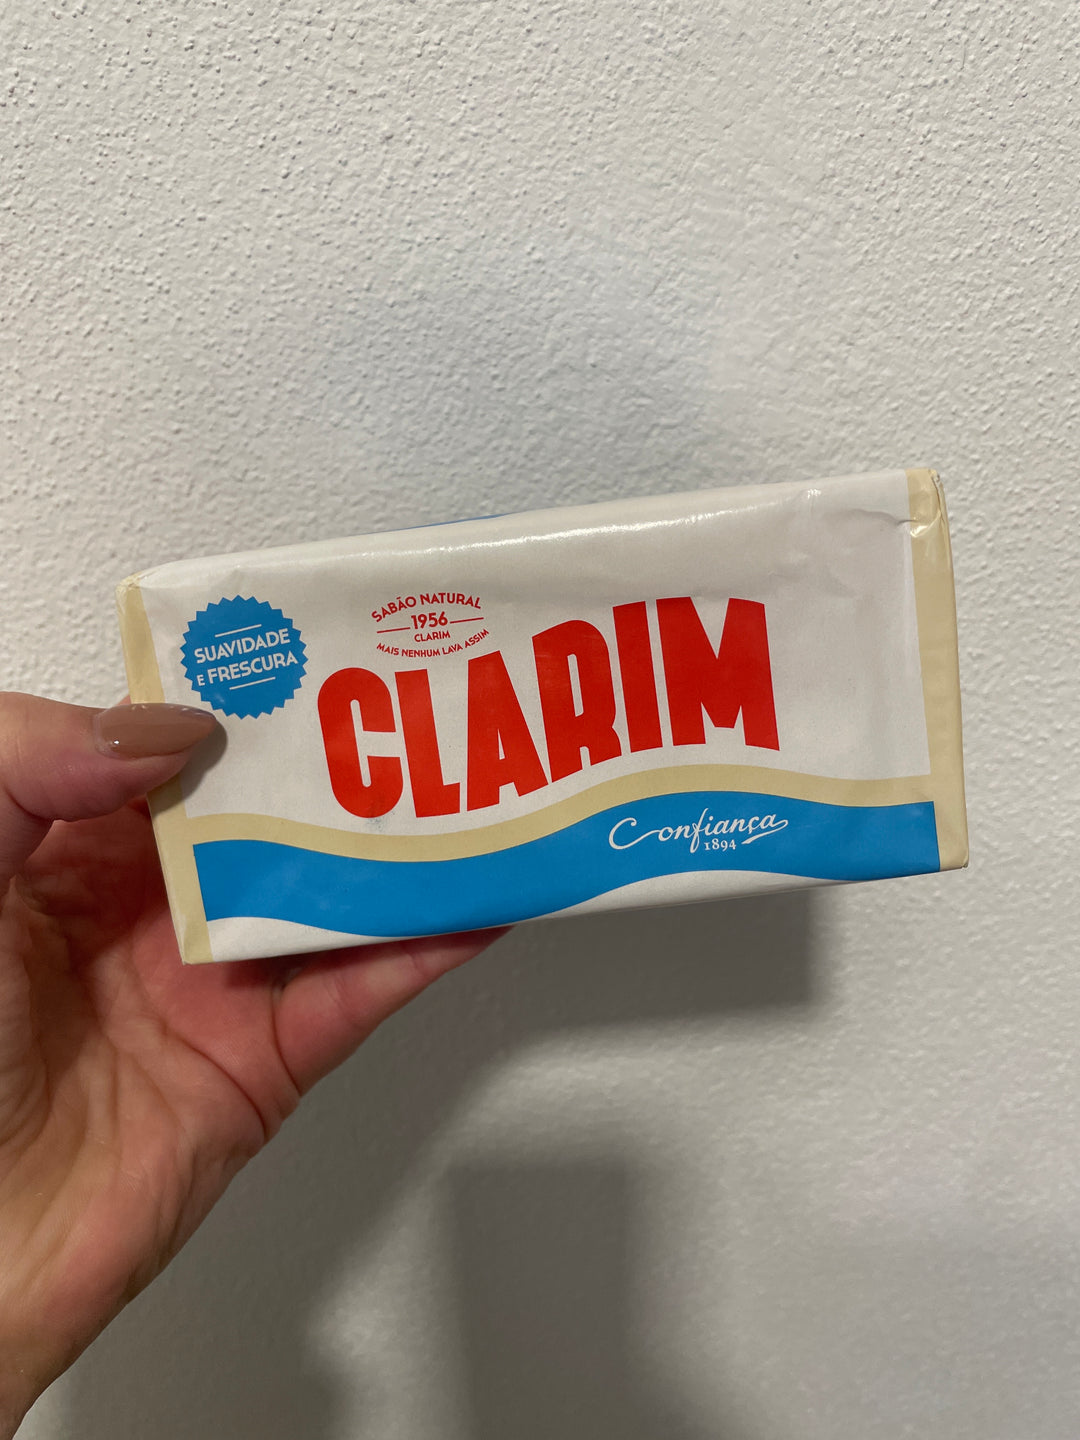 SUAVIDADE
E FRESCURA
SABÃO NATURAL
1956
CLARIM
MAIS NENHUM LAVA ASSIM
CLARIM
Confiança
1894